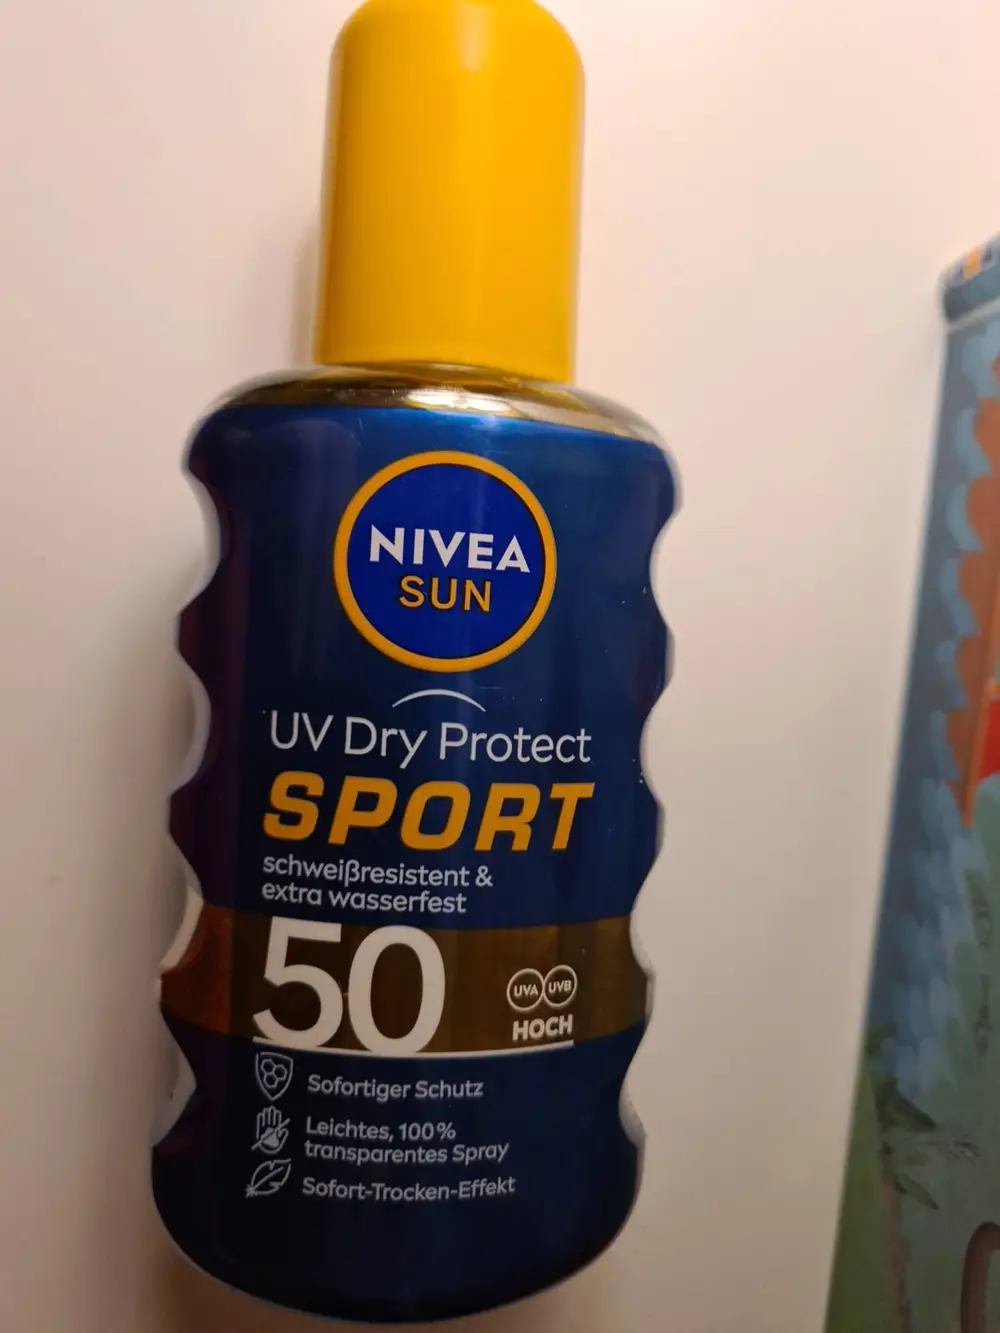 NIVEA
SUN
UV Dry Protect
SPORT
schweißresistent &
extra wasserfest
50
UVA UVB
HOCH
Sofortiger Schutz
Leichtes, 100%
transparentes Spray
Sofort-Trocken-Effekt